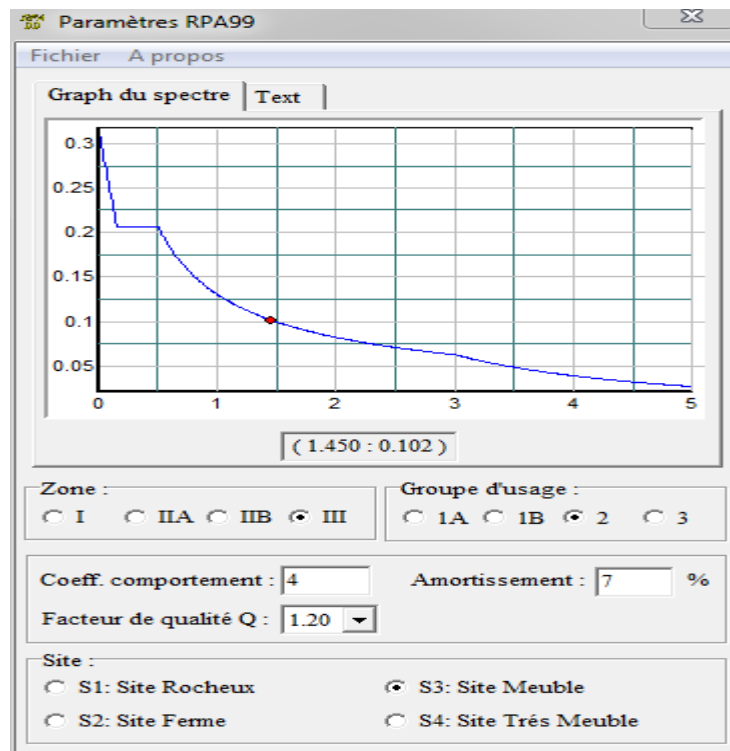 Paramètres RPA99
Fichier A propos
Graph du spectre Text
0.3
0.25
0.2
0.15
0.1
0.05
0 1 2 3 4 5
( 1.450 : 0.102 )
Zone :
I IIA IIB III
Groupe d'usage :
1A 1B 2 3
Coeff. comportement : 4 Amortissement : 7 %
Facteur de qualité Q : 1.20
Site :
S1: Site Rocheux S3: Site Meuble
S2: Site Ferme S4: Site Trés Meuble